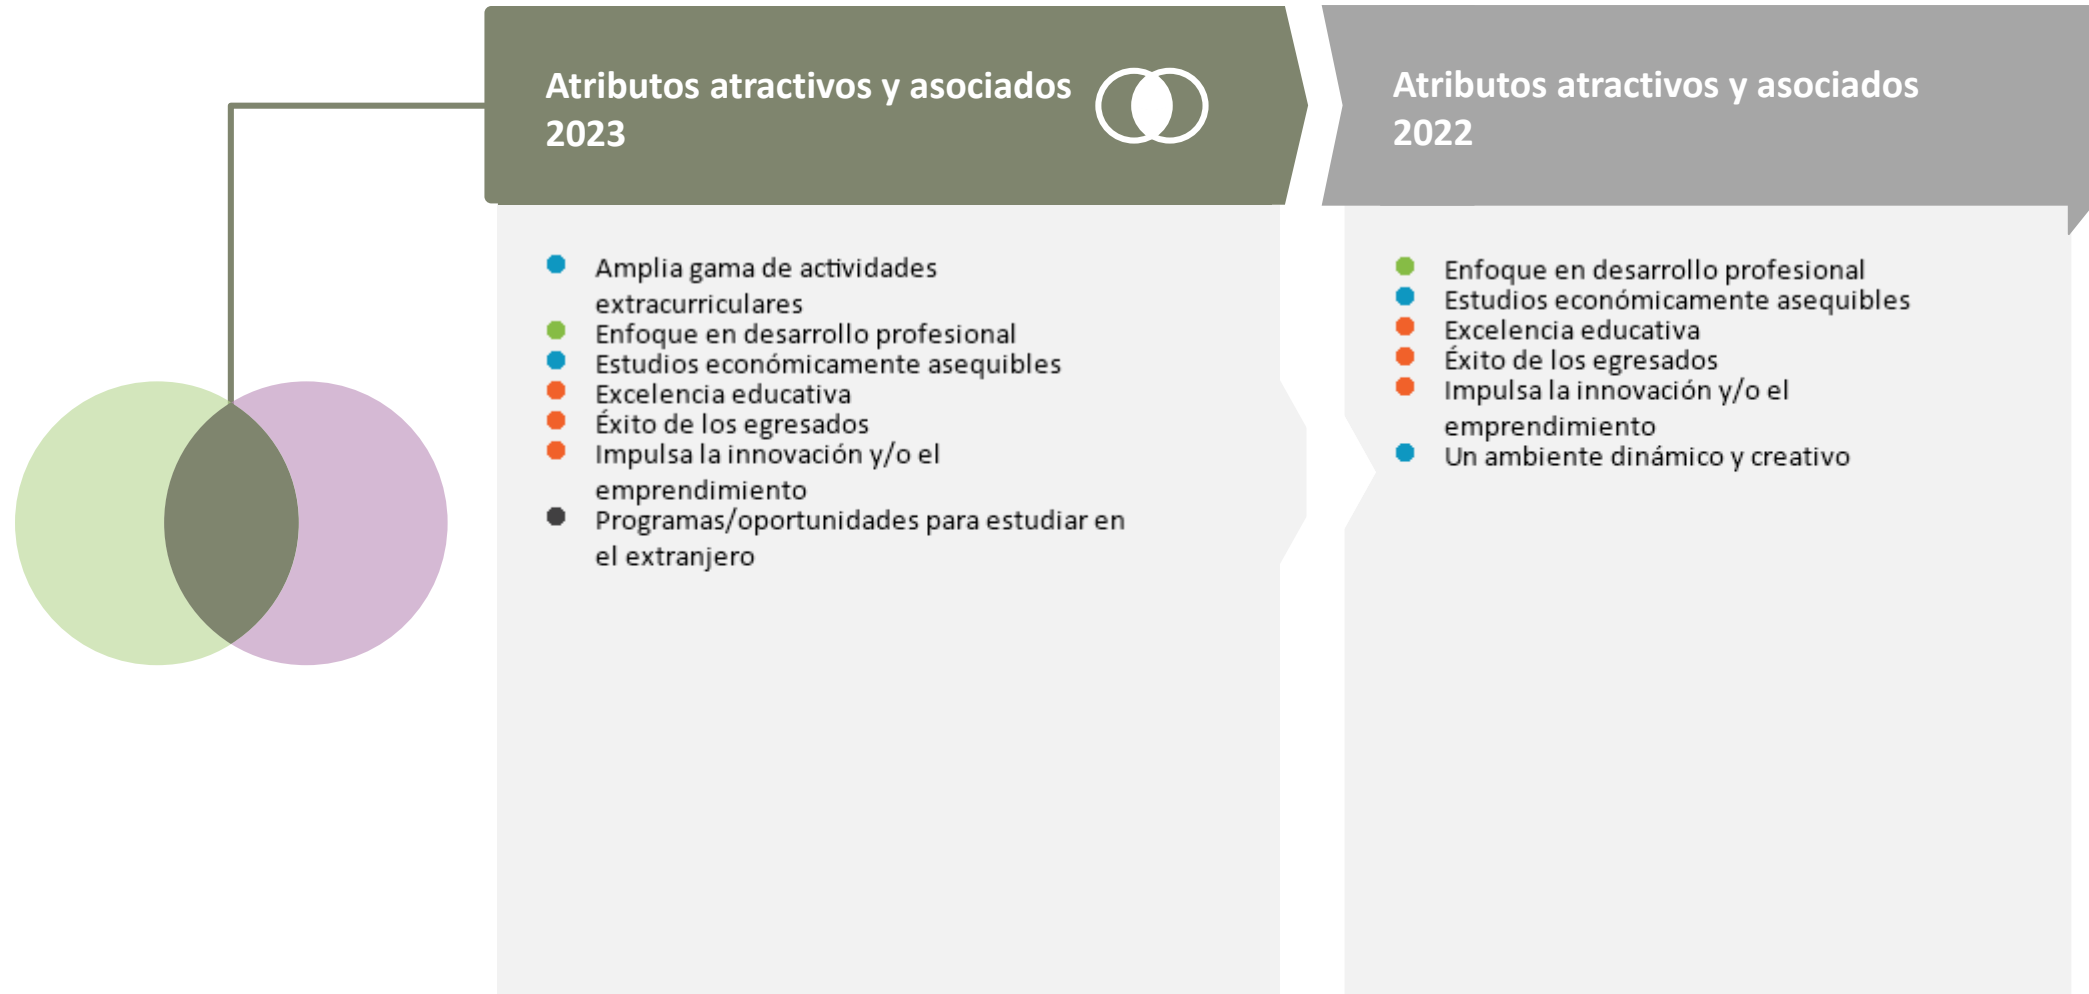 Atributos atractivos y asociados
2023
Amplia gama de actividades
extracurriculares
Enfoque en desarrollo profesional
Estudios económicamente asequibles
Excelencia educativa
Éxito de los egresados
Impulsa la innovación y/o el
emprendimiento
Programas/oportunidades para estudiar en
el extranjero
Atributos atractivos y asociados
2022
Enfoque en desarrollo profesional
Estudios económicamente asequibles
Excelencia educativa
Éxito de los egresados
Impulsa la innovación y/o el
emprendimiento
Un ambiente dinámico y creativo